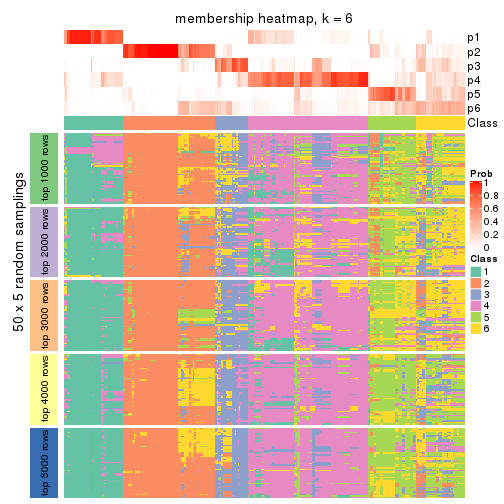 membership heatmap, k = 6
p1
p2
p3
p4
p5
p6
Class
50 x 5 random samplings
top 1000 rows
top 2000 rows
top 3000 rows
top 4000 rows
top 5000 rows
Prob
1
0.8
0.6
0.4
0.2
0
Class
1
2
3
4
5
6